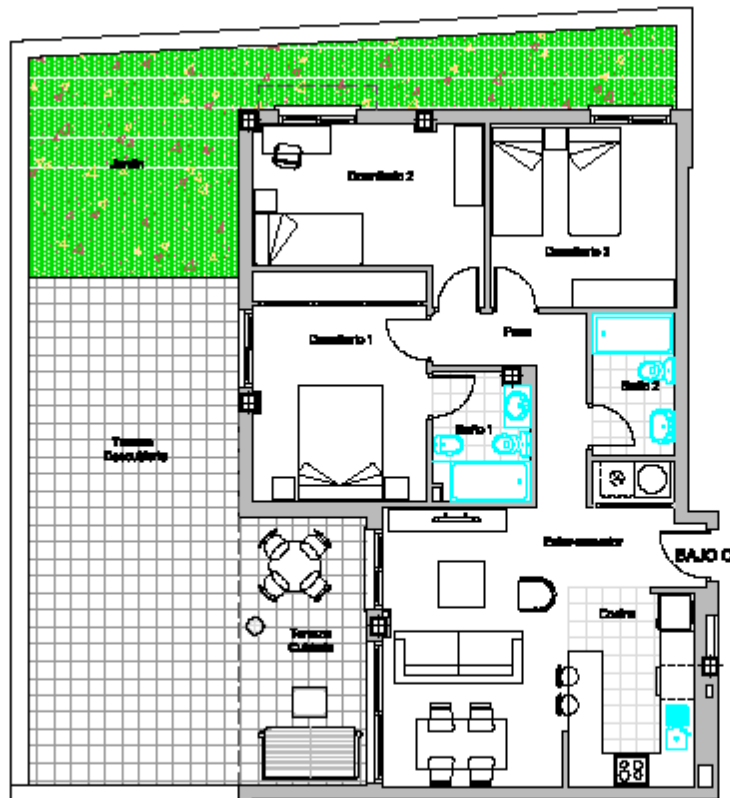 Jardín
Dormitorio 2
Dormitorio 3
Dormitorio 1
Paso
Baño 2
Baño 1
Terraza
Descubierta
Estar-comedor
BAJO C
Cocina
Terraza
Cubierta